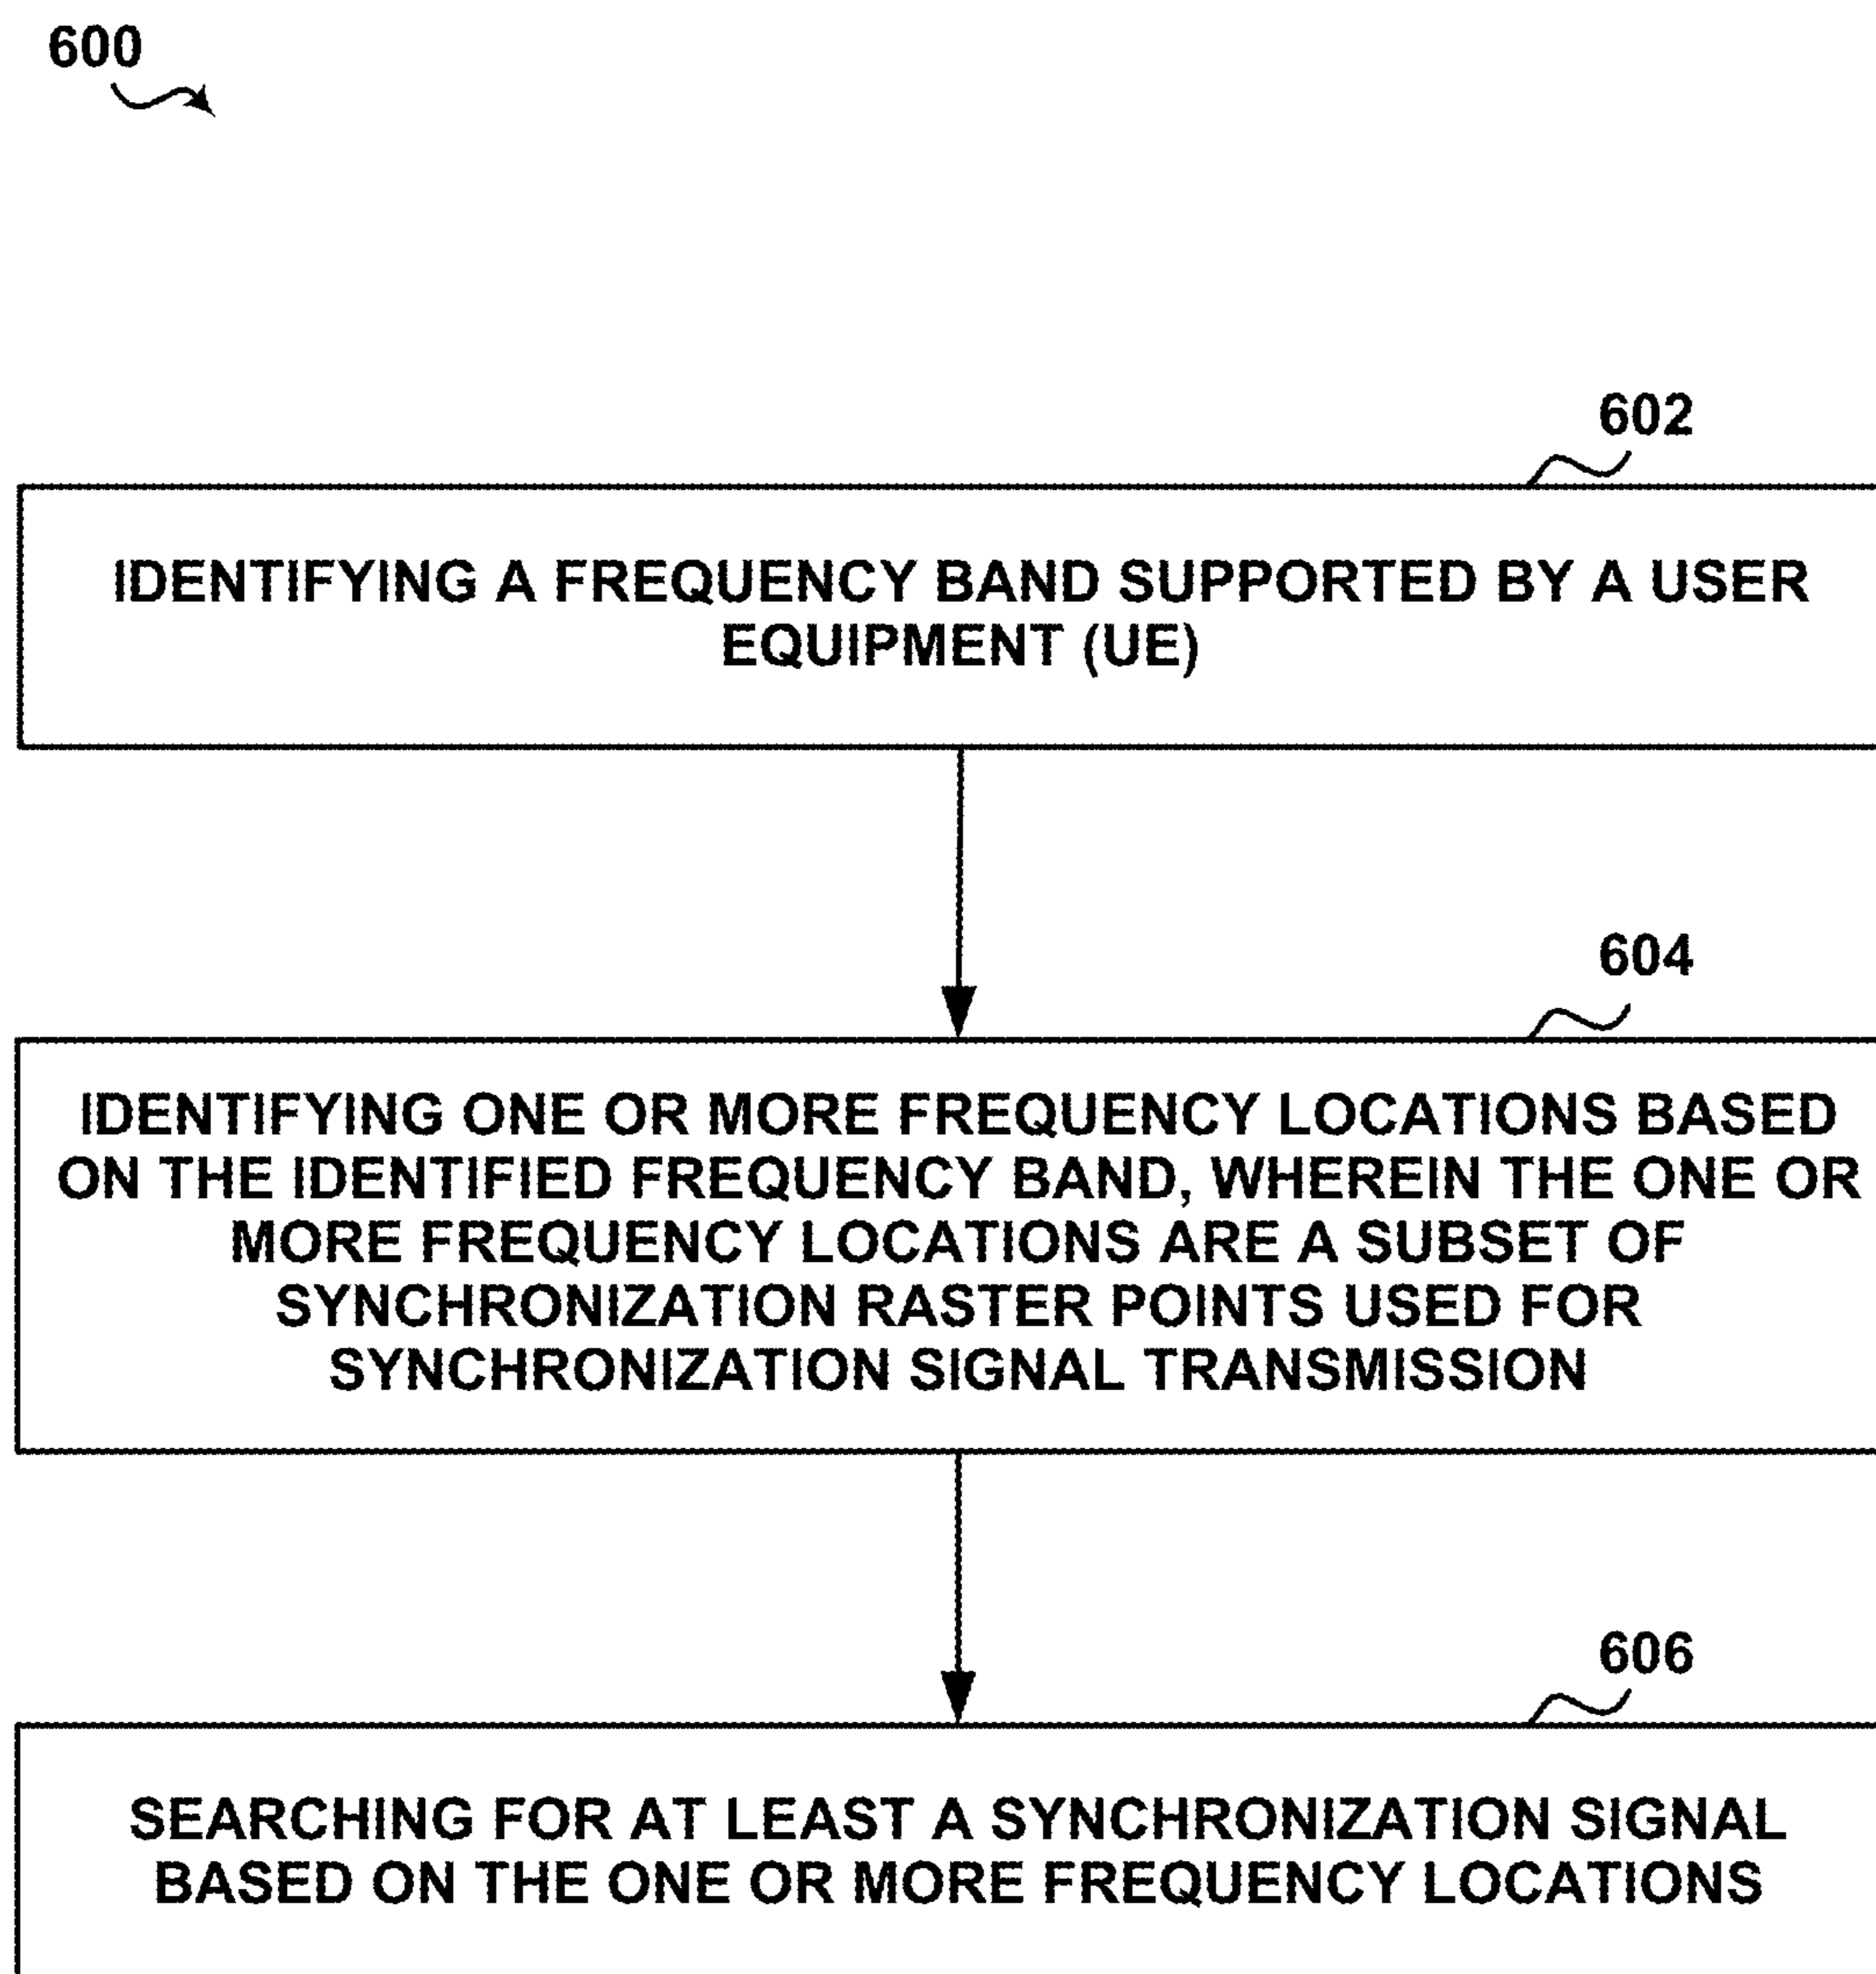 600
602
IDENTIFYING A FREQUENCY BAND SUPPORTED BY A USER
EQUIPMENT (UE)
604
IDENTIFYING ONE OR MORE FREQUENCY LOCATIONS BASED
ON THE IDENTIFIED FREQUENCY BAND, WHEREIN THE ONE OR
MORE FREQUENCY LOCATIONS ARE A SUBSET OF
SYNCHRONIZATION RASTER POINTS USED FOR
SYNCHRONIZATION SIGNAL TRANSMISSION
606
SEARCHING FOR AT LEAST A SYNCHRONIZATION SIGNAL
BASED ON THE ONE OR MORE FREQUENCY LOCATIONS